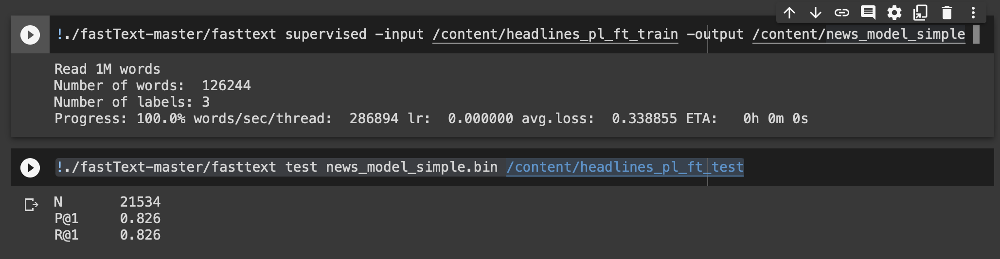 !./fastText-master/fasttext supervised -input /content/headlines_pl_ft_train -output /content/news_model_simple
Read 1M words
Number of words:  126244
Number of labels: 3
Progress: 100.0% words/sec/thread:  286894 lr:  0.000000 avg.loss:  0.338855 ETA:   0h 0m 0s
!./fastText-master/fasttext test news_model_simple.bin /content/headlines_pl_ft_test
N       21534
P@1     0.826
R@1     0.826